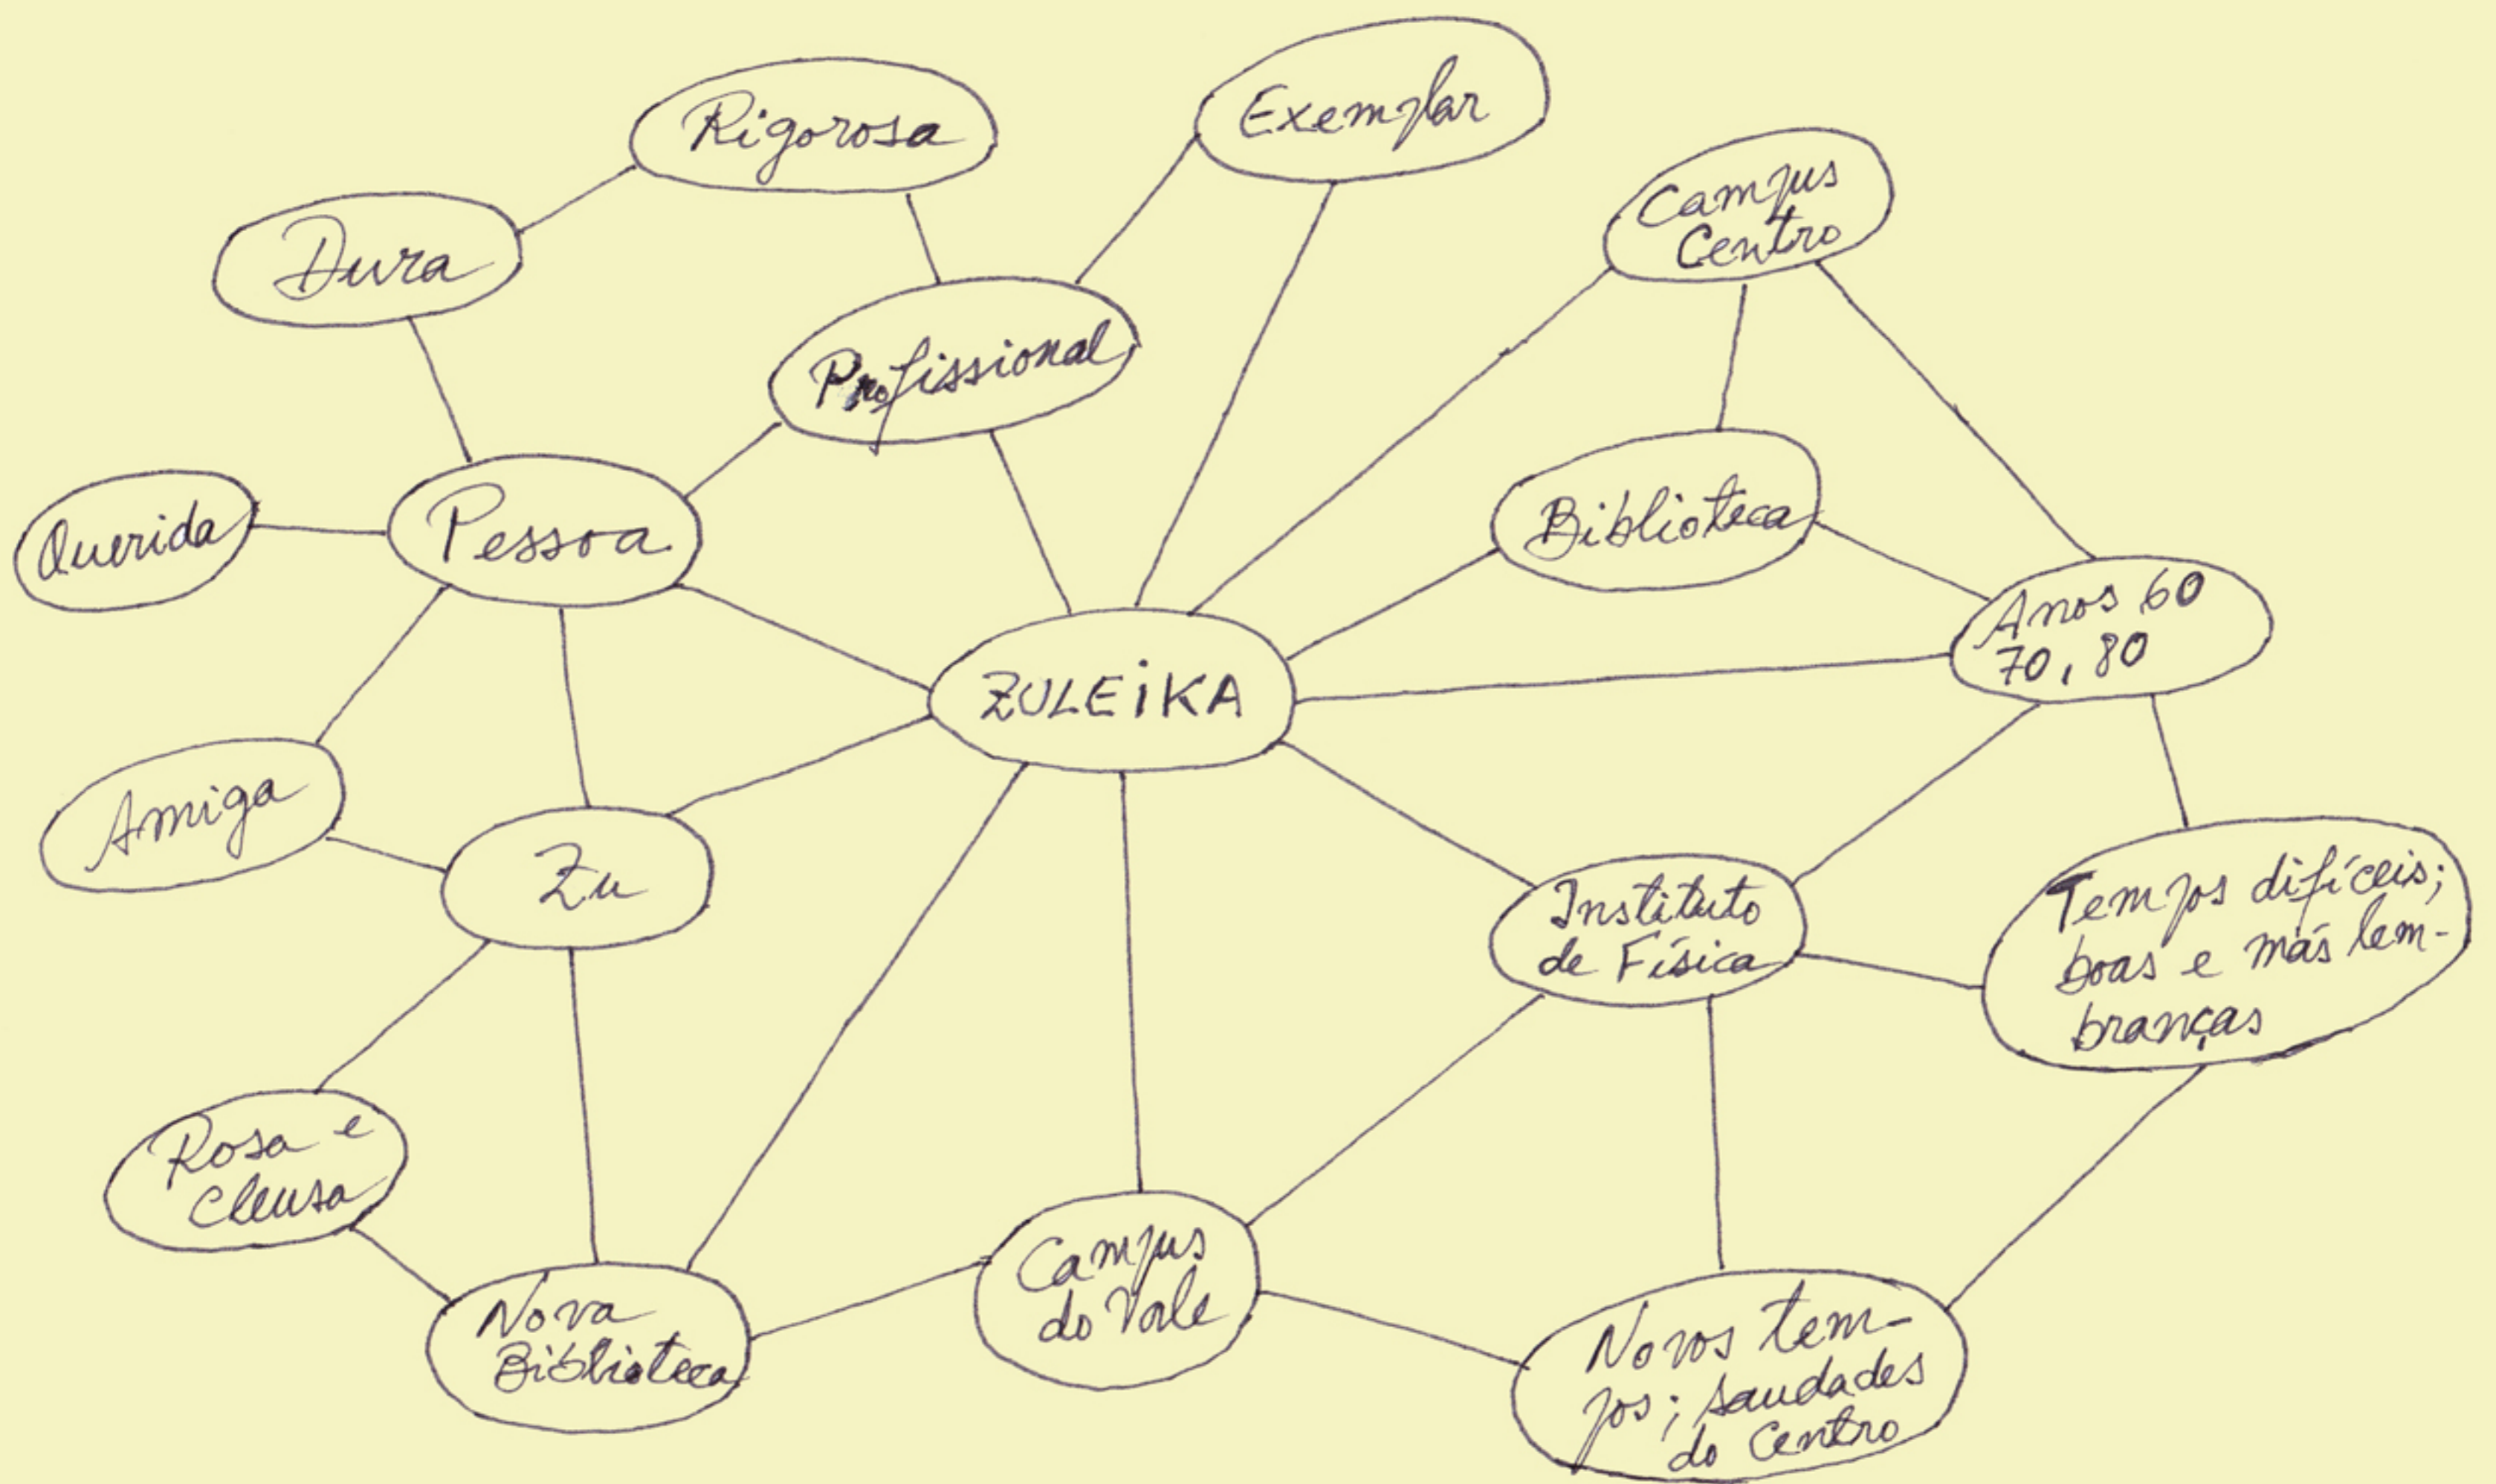 Rigorosa
Exemplar
Dura
Campus
Centro
Profissional
Querida
Pessoa
Biblioteca
Anos 60
70, 80
ZULEIKA
Amiga
Zu
Instituto
de Física
Tempos difíceis;
boas e más lem-
branças
Rosa e
Cleusa
Nova
Biblioteca
Campus
do Vale
Novos tem-
pos; saudades
do Centro